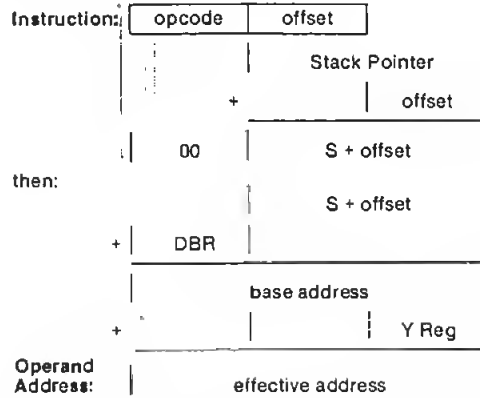 Instruction: opcode offset
Stack Pointer
+ offset
00 S + offset
then:
S + offset
+ DBR
base address
+ Y Reg
Operand
Address: effective address